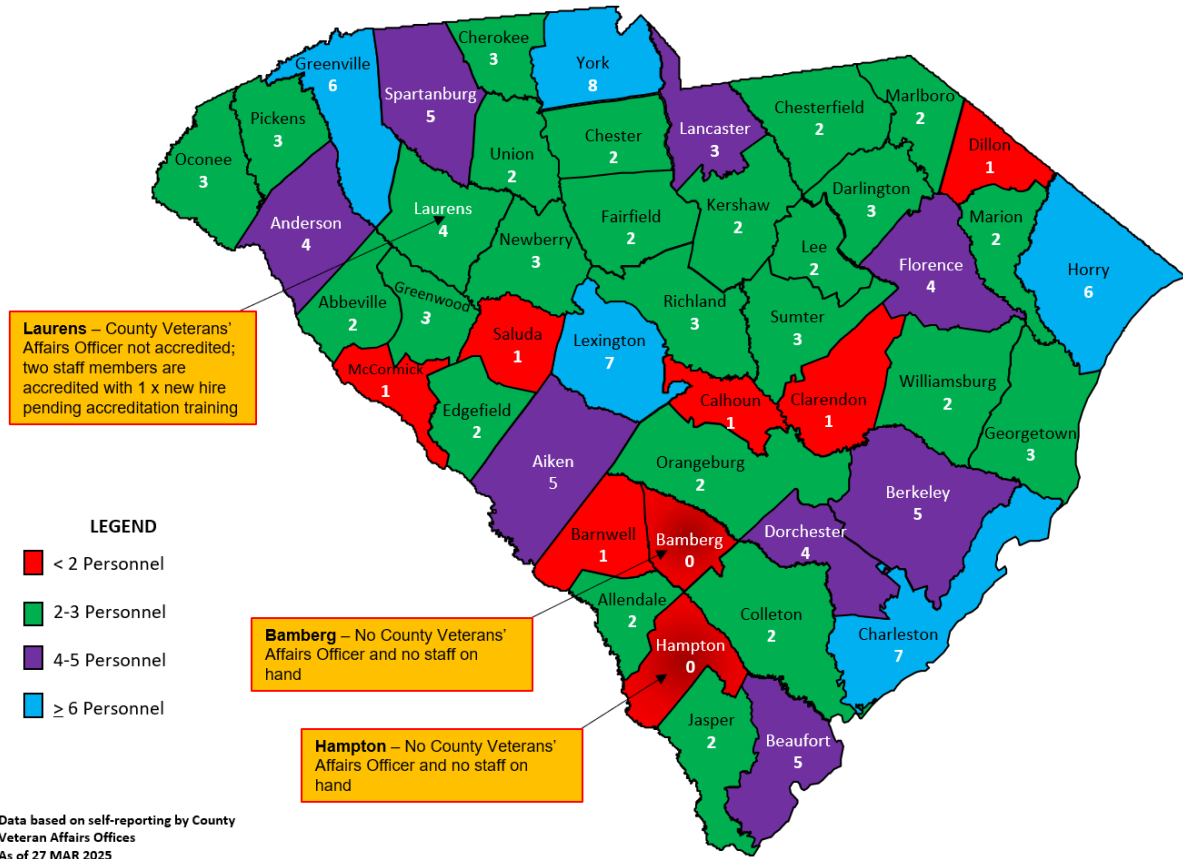 Cherokee
3
York
8
Greenville
6
Spartanburg
5
Marlboro
2
Chesterfield
2
Pickens
3
Lancaster
3
Chester
2
Dillon
1
Union
2
Oconee
3
Darlington
3
Laurens
4
Kershaw
2
Fairfield
2
Marion
2
Anderson
4
Newberry
3
Lee
2
Florence
4
Horry
6
Abbeville
2
Greenwood
3
Richland
3
Sumter
3
Saluda
1
Lexington
7
Laurens – County Veterans’
Affairs Officer not accredited;
two staff members are
accredited with 1 x new hire
pending accreditation training
McCormick
1
Williamsburg
2
Calhoun
1
Clarendon
1
Edgefield
2
Georgetown
3
Aiken
5
Orangeburg
2
Berkeley
5
LEGEND
< 2 Personnel
2-3 Personnel
4-5 Personnel
≥ 6 Personnel
Barnwell
1
Bamberg
0
Dorchester
4
Allendale
2
Colleton
2
Bamberg – No County Veterans’
Affairs Officer and no staff on
hand
Hampton
0
Charleston
7
Jasper
2
Beaufort
5
Hampton – No County Veterans’
Affairs Officer and no staff on
hand
Data based on self-reporting by County
Veteran Affairs Offices
As of 27 MAR 2025